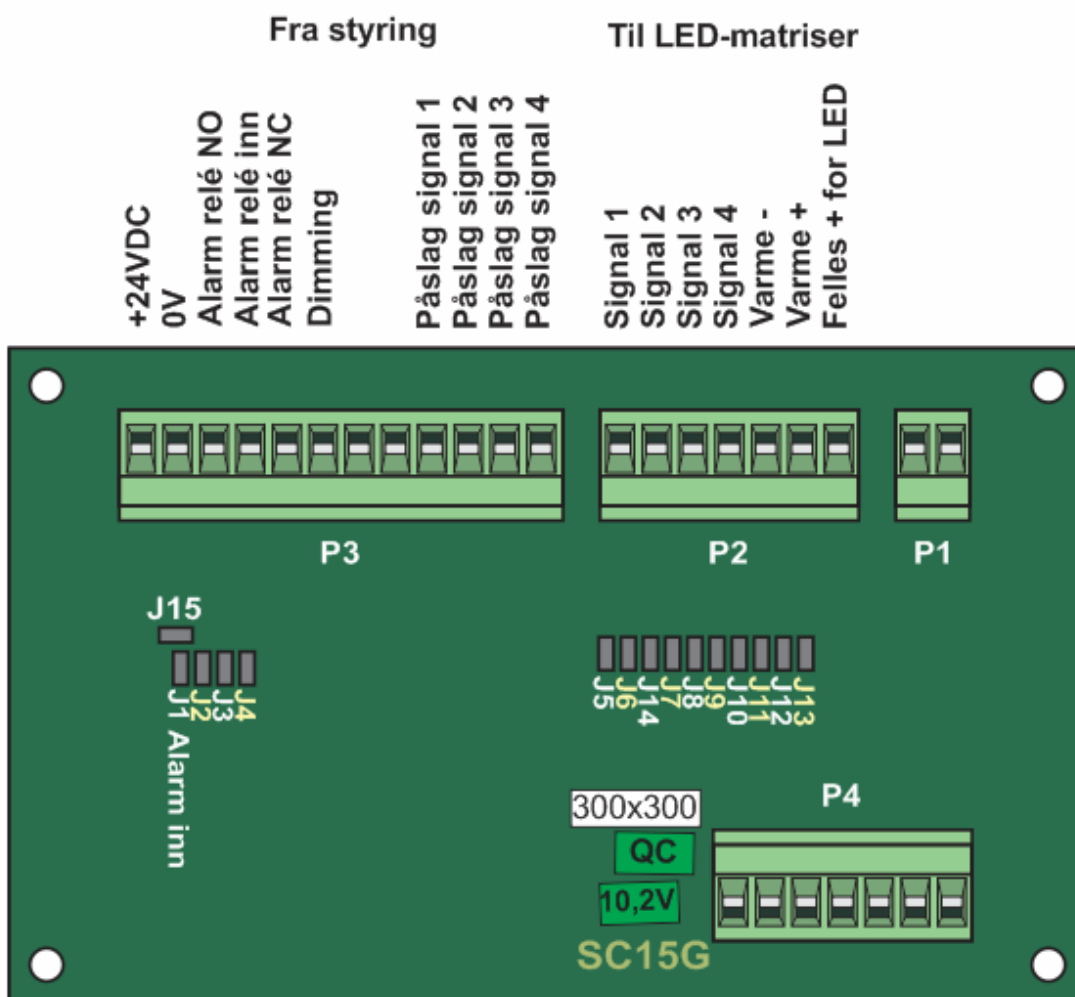 Fra styring
Til LED-matriser
+24VDC
0V
Alarm relé NO
Alarm relé inn
Alarm relé NC
Dimming
Påslag signal 1
Påslag signal 2
Påslag signal 3
Påslag signal 4
Signal 1
Signal 2
Signal 3
Signal 4
Varme -
Varme +
Felles + for LED
P3
P2
P1
J15
J1 Alarm inn
J2
J3
J4
J5
J6
J14
J7
J8
J9
J10
J11
J12
J13
300x300
QC
10,2V
SC15G
P4